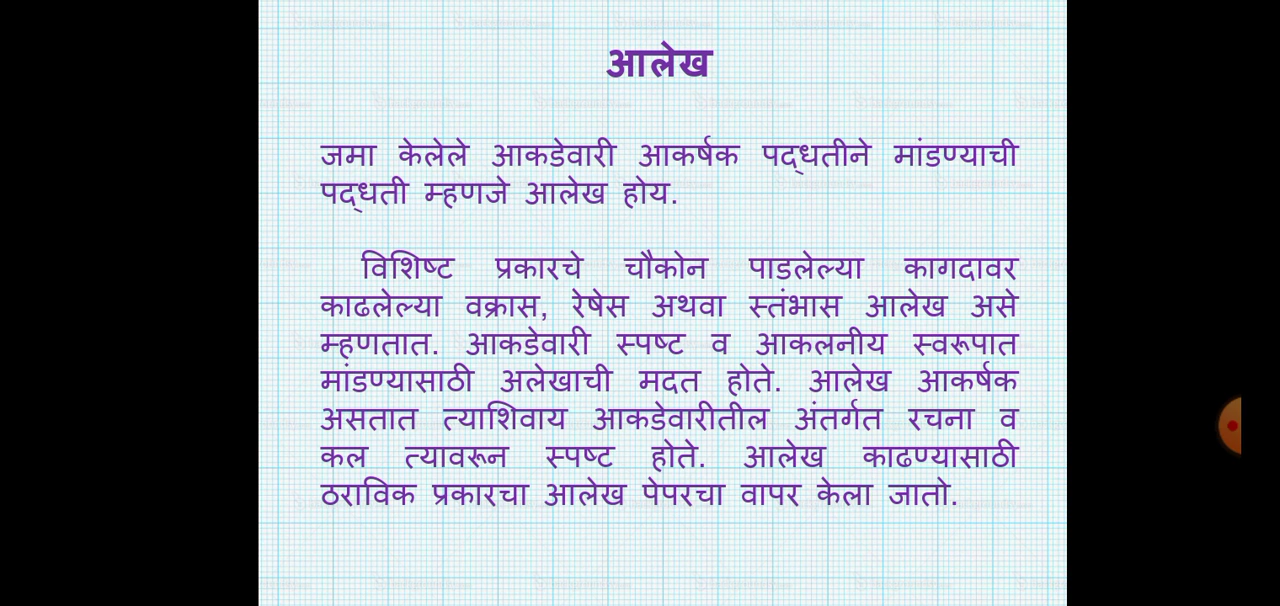 आलेख
जमा केलेले आकडेवारी आकर्षक पद्धतीने मांडण्याची
पद्धती म्हणजे आलेख होय.
विशिष्ट प्रकारचे चौकोन पाडलेल्या कागदावर
काढलेल्या वक्रास, रेषेस अथवा स्तंभास आलेख असे
म्हणतात. आकडेवारी स्पष्ट व आकलनीय स्वरूपात
मांडण्यासाठी अलेखाची मदत होते. आलेख आकर्षक
असतात त्याशिवाय आकडेवारीतील अंतर्गत रचना व
कल त्यावरून स्पष्ट होते. आलेख काढण्यासाठी
ठराविक प्रकारचा आलेख पेपरचा वापर केला जातो.